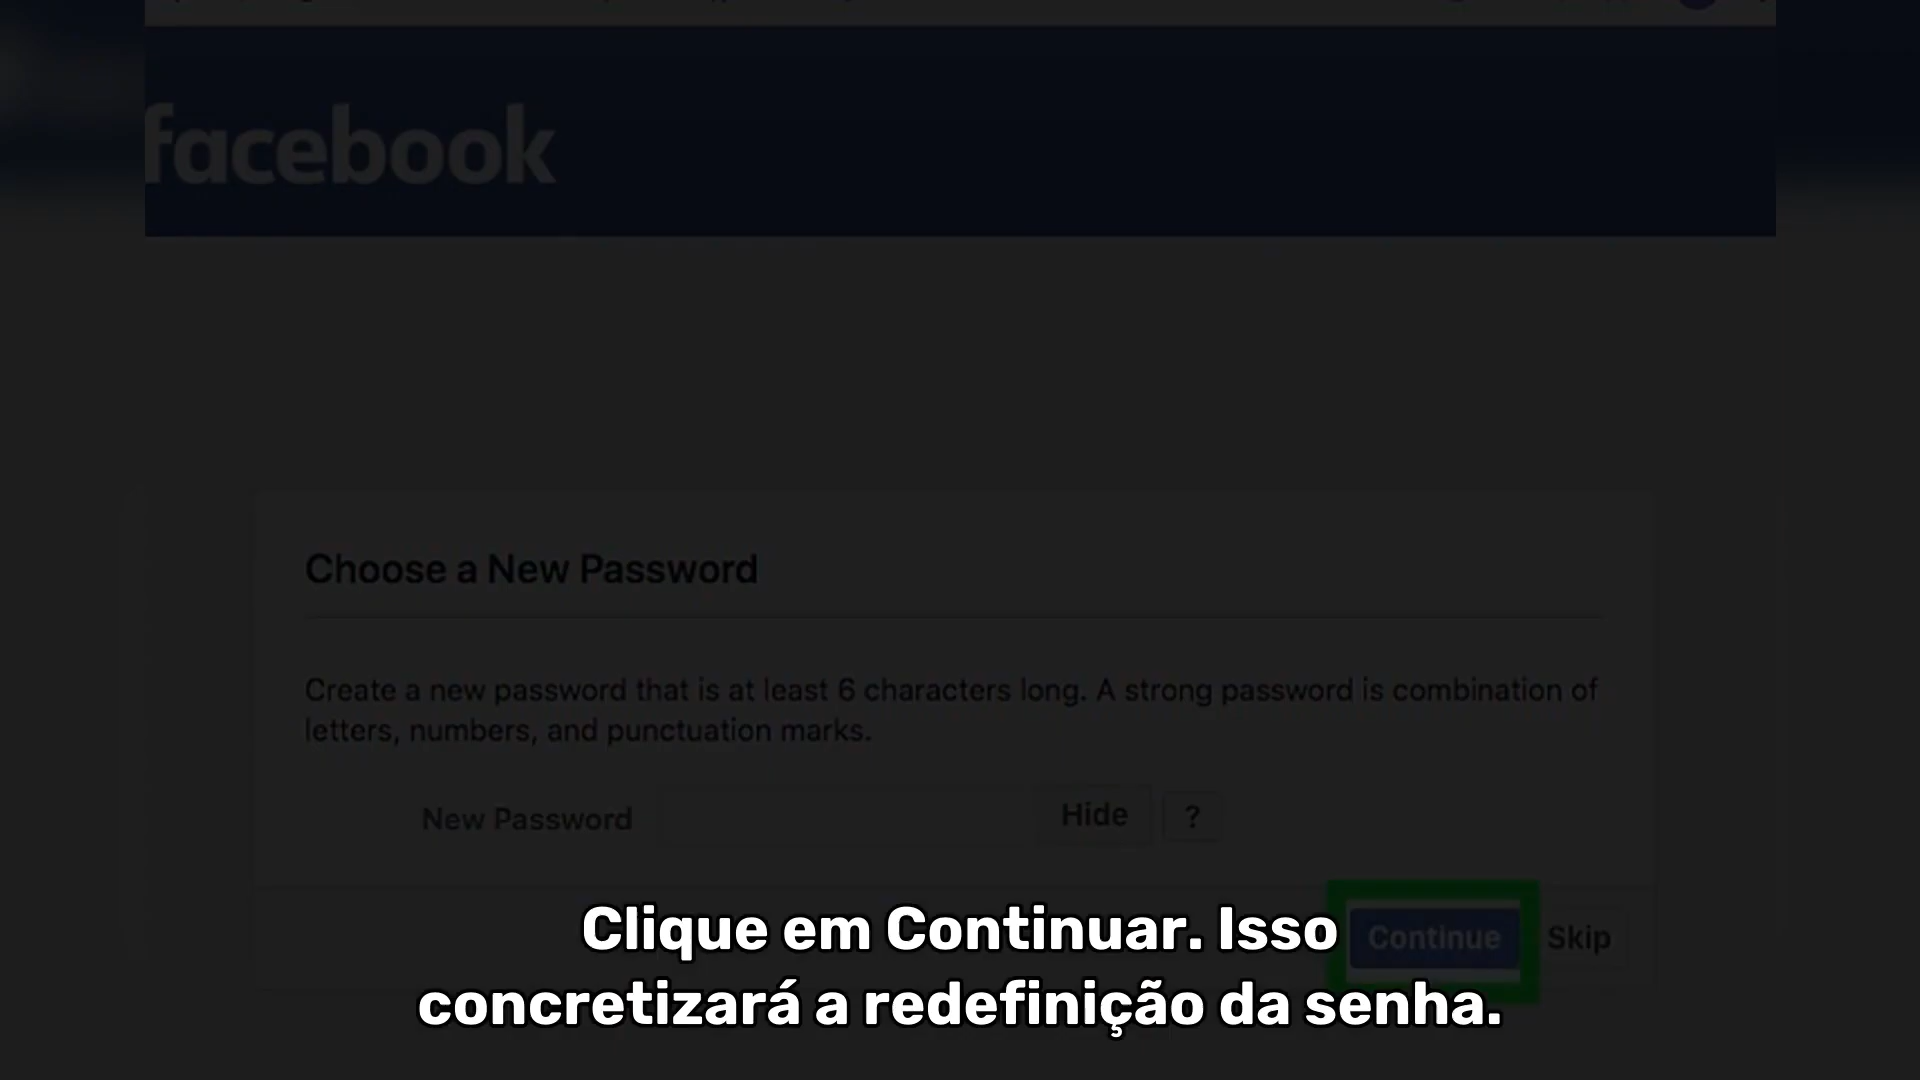 facebook
Choose a New Password
Create a new password that is at least 6 characters long. A strong password is combination of
letters, numbers, and punctuation marks.
New Password
Hide
?
Continue
Skip
Clique em Continuar. Isso
concretizará a redefinição da senha.